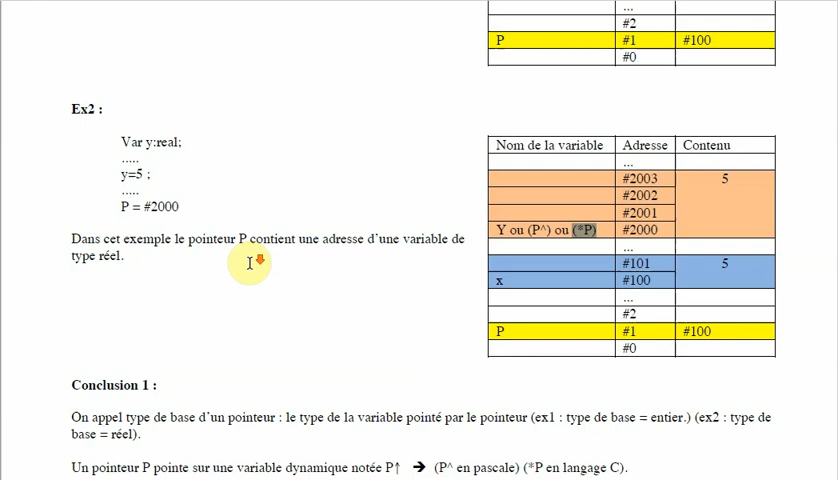 ...
#2
P #1 #100
#0
Ex2 :
Var y:real;
.....
y=5 ;
.....
P = #2000
Dans cet exemple le pointeur P contient une adresse d'une variable de
type réel.
Nom de la variable Adresse Contenu
...
#2003 5
#2002
#2001
Y ou (P^) ou (*P) #2000
...
#101 5
x #100
...
#2
P #1 #100
#0
Conclusion 1 :
On appel type de base d'un pointeur : le type de la variable pointé par le pointeur (ex1 : type de base = entier.) (ex2 : type de
base = réel).
Un pointeur P pointe sur une variable dynamique notée P↑ ➔ (P^ en pascale) (*P en langage C).